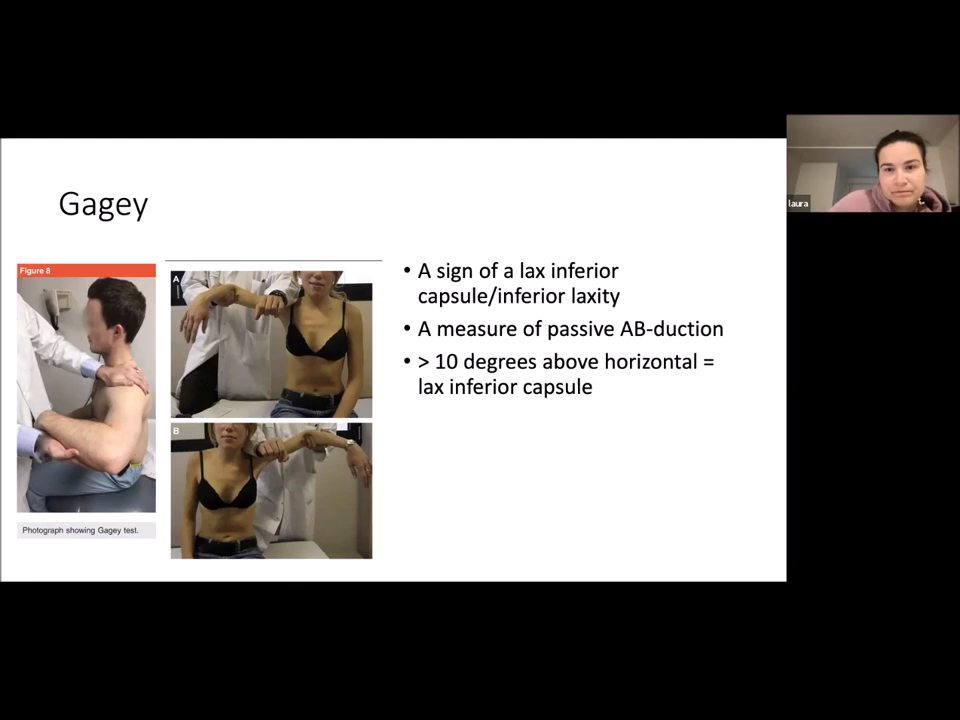 Gagey
Figure 8
Photograph showing Gagey test.
A
B
• A sign of a lax inferior
capsule/inferior laxity
• A measure of passive AB-duction
• > 10 degrees above horizontal =
lax inferior capsule
laura